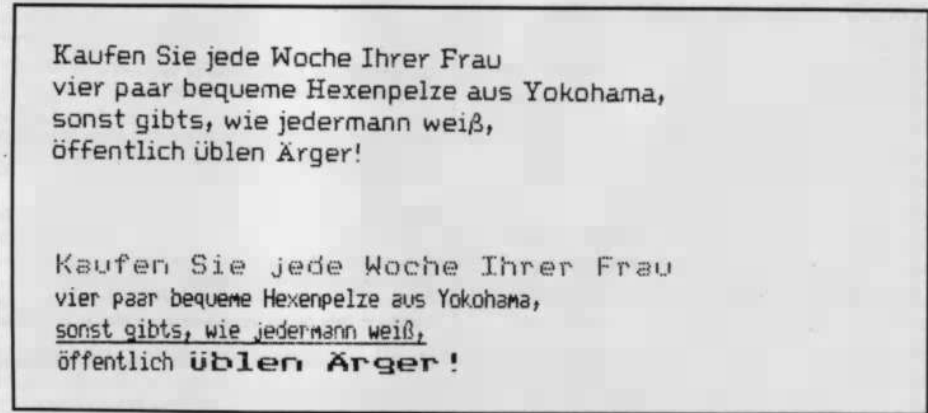 Kaufen Sie jede Woche Ihrer Frau
vier paar bequeme Hexenpelze aus Yokohama,
sonst gibts, wie jedermann weiß,
öffentlich üblen Ärger!
Kaufen Sie jede Woche Ihrer Frau
vier paar bequeme Hexenpelze aus Yokohama,
sonst gibts, wie jedermann weiß,
öffentlich üblen Ärger!